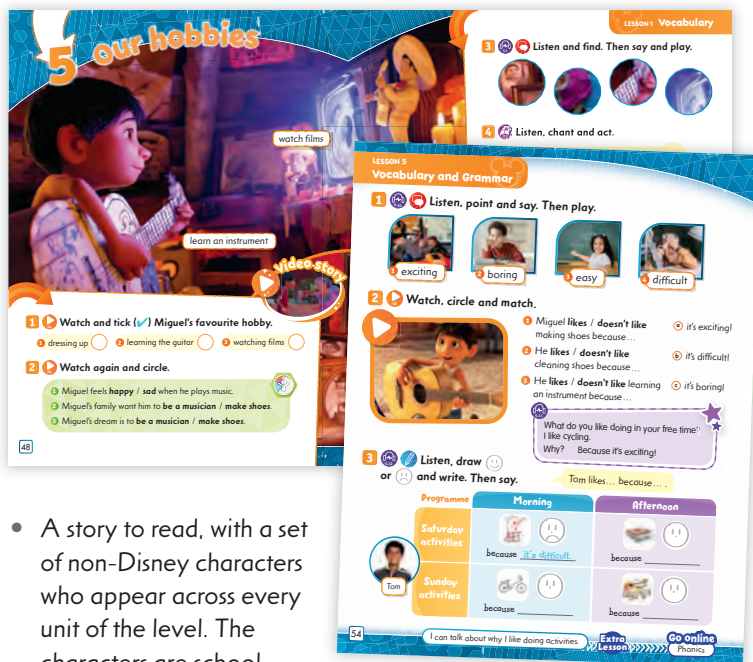 5 our hobbies
watch films
learn an instrument
Video story
1 Watch and tick (✔) Miguel's favourite hobby.
1 dressing up 2 learning the guitar 3 watching films
2 Watch again and circle.
1 Miguel feels happy / sad when he plays music.
2 Miguel's family want him to be a musician / make shoes.
3 Miguel's dream is to be a musician / make shoes.
48
LESSON 1 Vocabulary
3 Listen and find. Then say and play.
4 Listen, chant and act.
LESSON 5
Vocabulary and Grammar
1 Listen, point and say. Then play.
1 exciting 2 boring 3 easy 4 difficult
2 Watch, circle and match.
1 Miguel likes / doesn't like
making shoes because...
2 He likes / doesn't like
cleaning shoes because...
3 He likes / doesn't like learning
an instrument because...
a it's exciting!
b it's difficult!
c it's boring!
What do you like doing in your free time?
I like cycling.
Why? Because it's exciting!
3 Listen, draw
or and write. Then say.
Tom likes... because... .
Programme Morning Afternoon
Saturday
activities
because it's difficult.
because
Tom
Sunday
activities
because
because
54
I can talk about why I like doing activities.
Extra
Lesson
Go online
Phonics
• A story to read, with a set
of non-Disney characters
who appear across every
unit of the level. The
characters are school